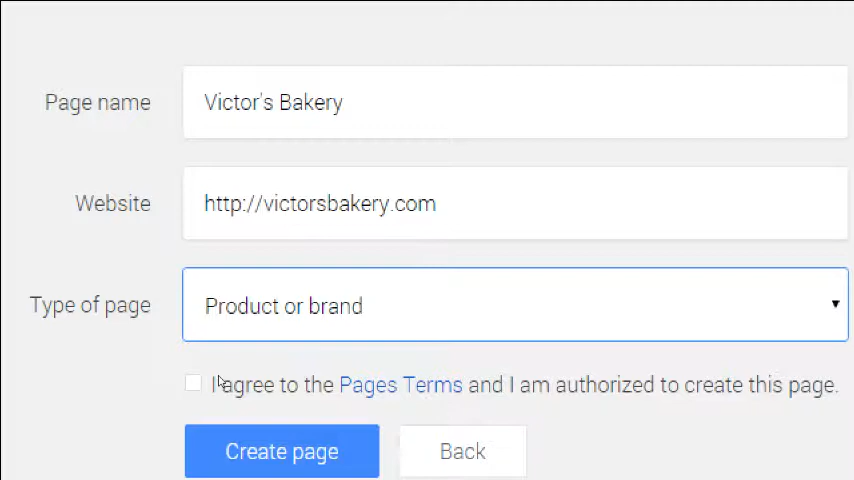 Page name Victor's Bakery
Website http://victorsbakery.com
Type of page Product or brand
I agree to the Pages Terms and I am authorized to create this page.
Create page Back